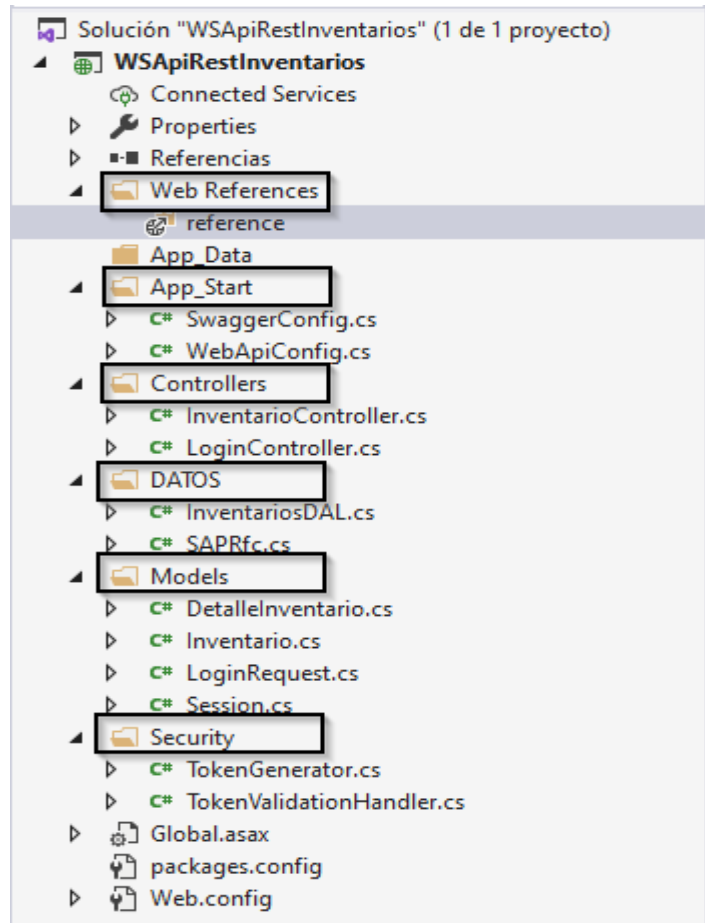 Solución "WSApiRestInventarios" (1 de 1 proyecto)
WSApiRestInventarios
Connected Services
Properties
Referencias
Web References
reference
App_Data
App_Start
C# SwaggerConfig.cs
C# WebApiConfig.cs
Controllers
C# InventarioController.cs
C# LoginController.cs
DATOS
C# InventariosDAL.cs
C# SAPRfc.cs
Models
C# DetalleInventario.cs
C# Inventario.cs
C# LoginRequest.cs
C# Session.cs
Security
C# TokenGenerator.cs
C# TokenValidationHandler.cs
Global.asax
packages.config
Web.config